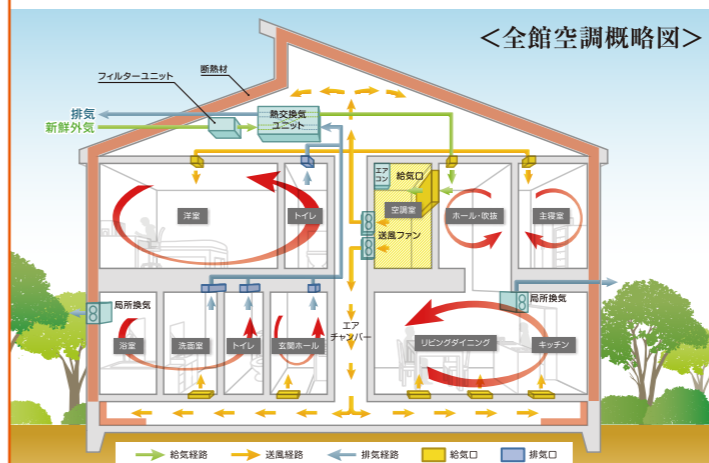 ＜全館空調概略図＞
断熱材
フィルターユニット
排気
新鮮外気
熱交換気
ユニット
エア
コン
給気口
洋室
トイレ
空調室
ホール・吹抜
主寝室
送風ファン
局所換気
局所換気
エア
チャンバー
浴室
洗面室
トイレ
玄関ホール
リビングダイニング
キッチン
給気経路
送風経路
排気経路
給気口
排気口